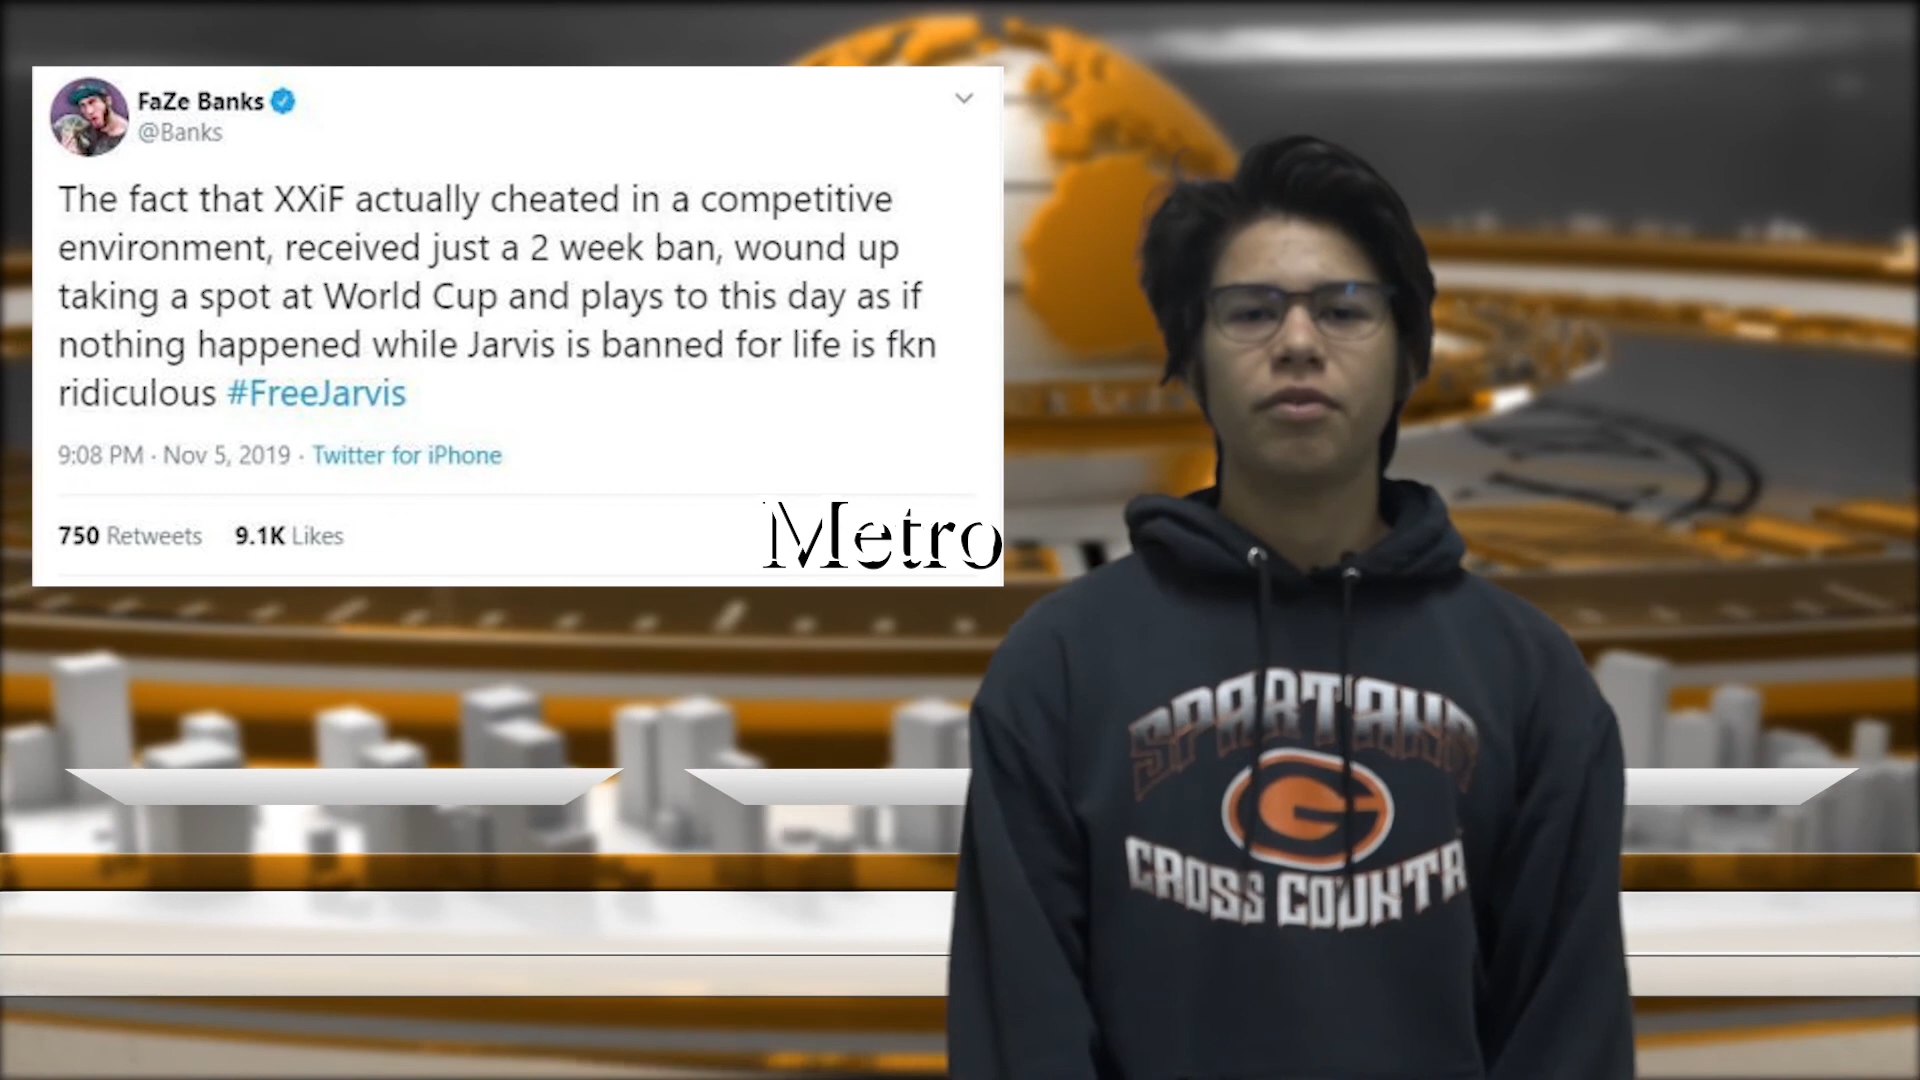 FaZe Banks
@Banks
The fact that XXiF actually cheated in a competitive
environment, received just a 2 week ban, wound up
taking a spot at World Cup and plays to this day as if
nothing happened while Jarvis is banned for life is fkn
ridiculous #FreeJarvis
9:08 PM · Nov 5, 2019 · Twitter for iPhone
750 Retweets 9.1K Likes
Metro
SPARTANS
G
CROSS COUNTR